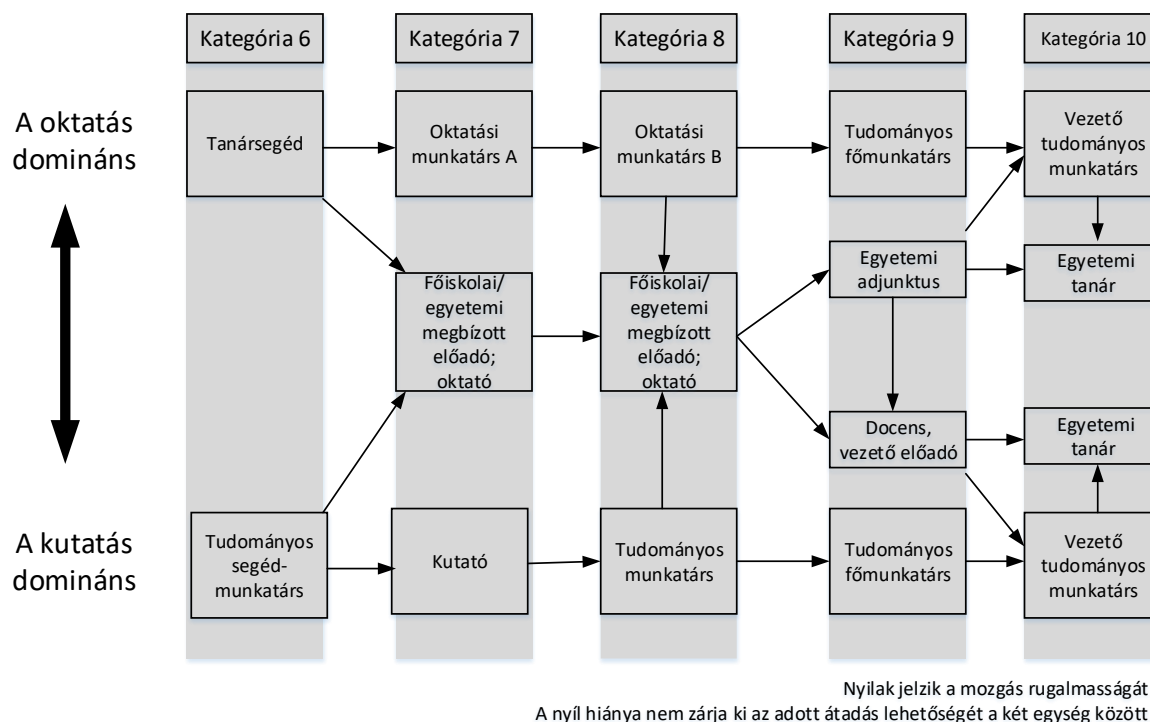 Kategória 6
Kategória 7
Kategória 8
Kategória 9
Kategória 10
A oktatás
domináns
Tanársegéd
Oktatási
munkatárs A
Oktatási
munkatárs B
Tudományos
főmunkatárs
Vezető
tudományos
munkatárs
Főiskolai/
egyetemi
megbízott
előadó;
oktató
Főiskolai/
egyetemi
megbízott
előadó;
oktató
Egyetemi
adjunktus
Egyetemi
tanár
Docens,
vezető előadó
Egyetemi
tanár
A kutatás
domináns
Tudományos
segéd-
munkatárs
Kutató
Tudományos
munkatárs
Tudományos
főmunkatárs
Vezető
tudományos
munkatárs
Nyilak jelzik a mozgás rugalmasságát
A nyíl hiánya nem zárja ki az adott átadás lehetőségét a két egység között